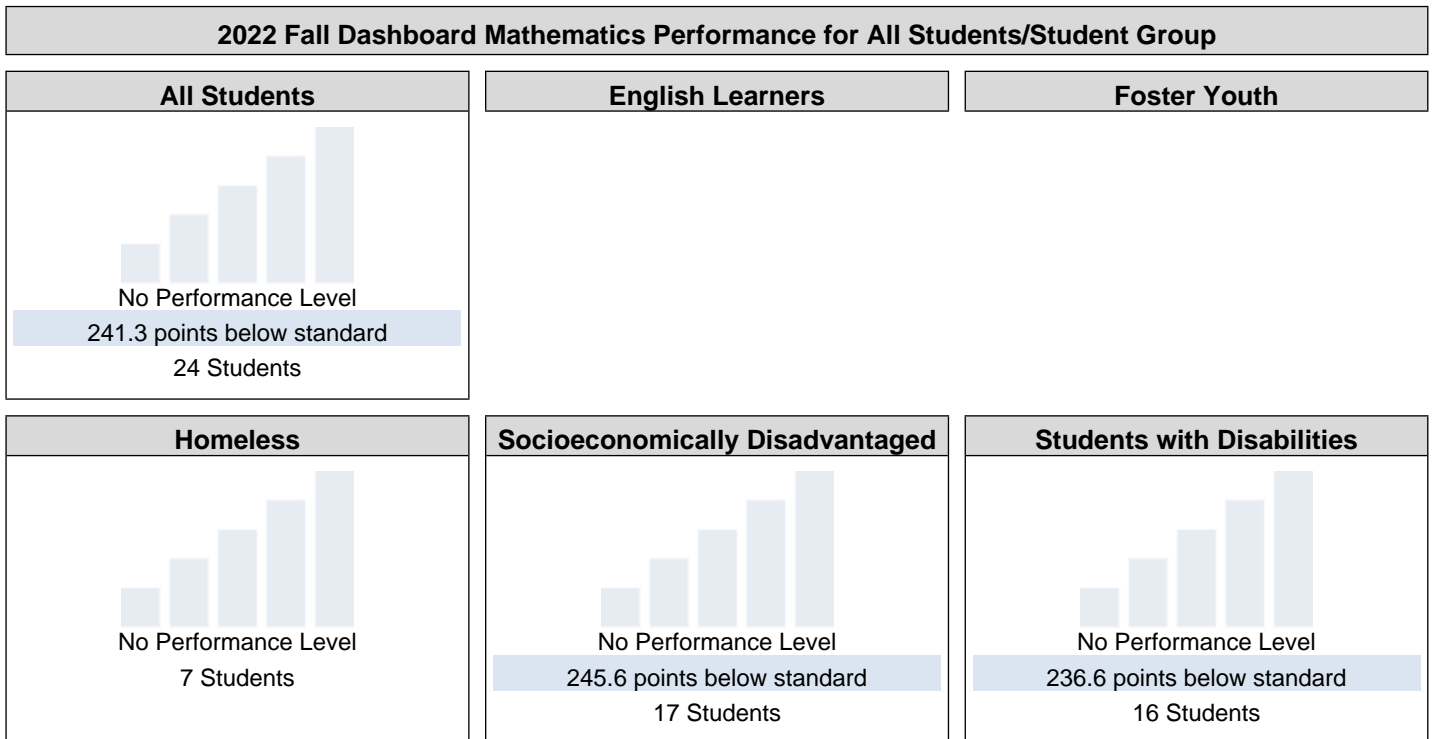 2022 Fall Dashboard Mathematics Performance for All Students/Student Group
All Students
No Performance Level
241.3 points below standard
24 Students
English Learners
Foster Youth
Homeless
No Performance Level
7 Students
Socioeconomically Disadvantaged
No Performance Level
245.6 points below standard
17 Students
Students with Disabilities
No Performance Level
236.6 points below standard
16 Students